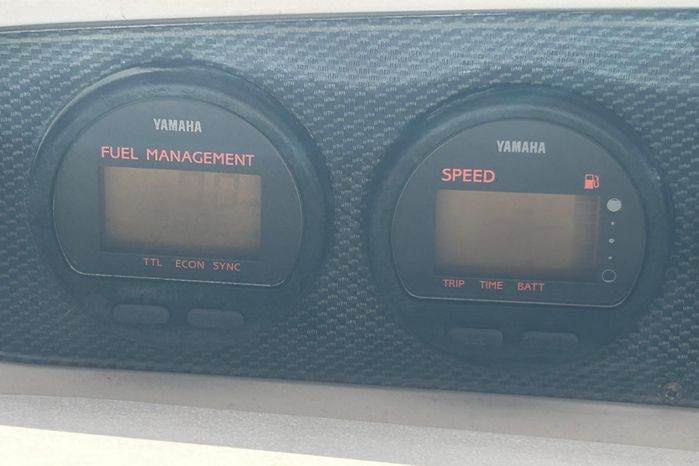 YAMAHA
FUEL MANAGEMENT
TTL ECON SYNC
YAMAHA
SPEED
TRIP TIME BATT